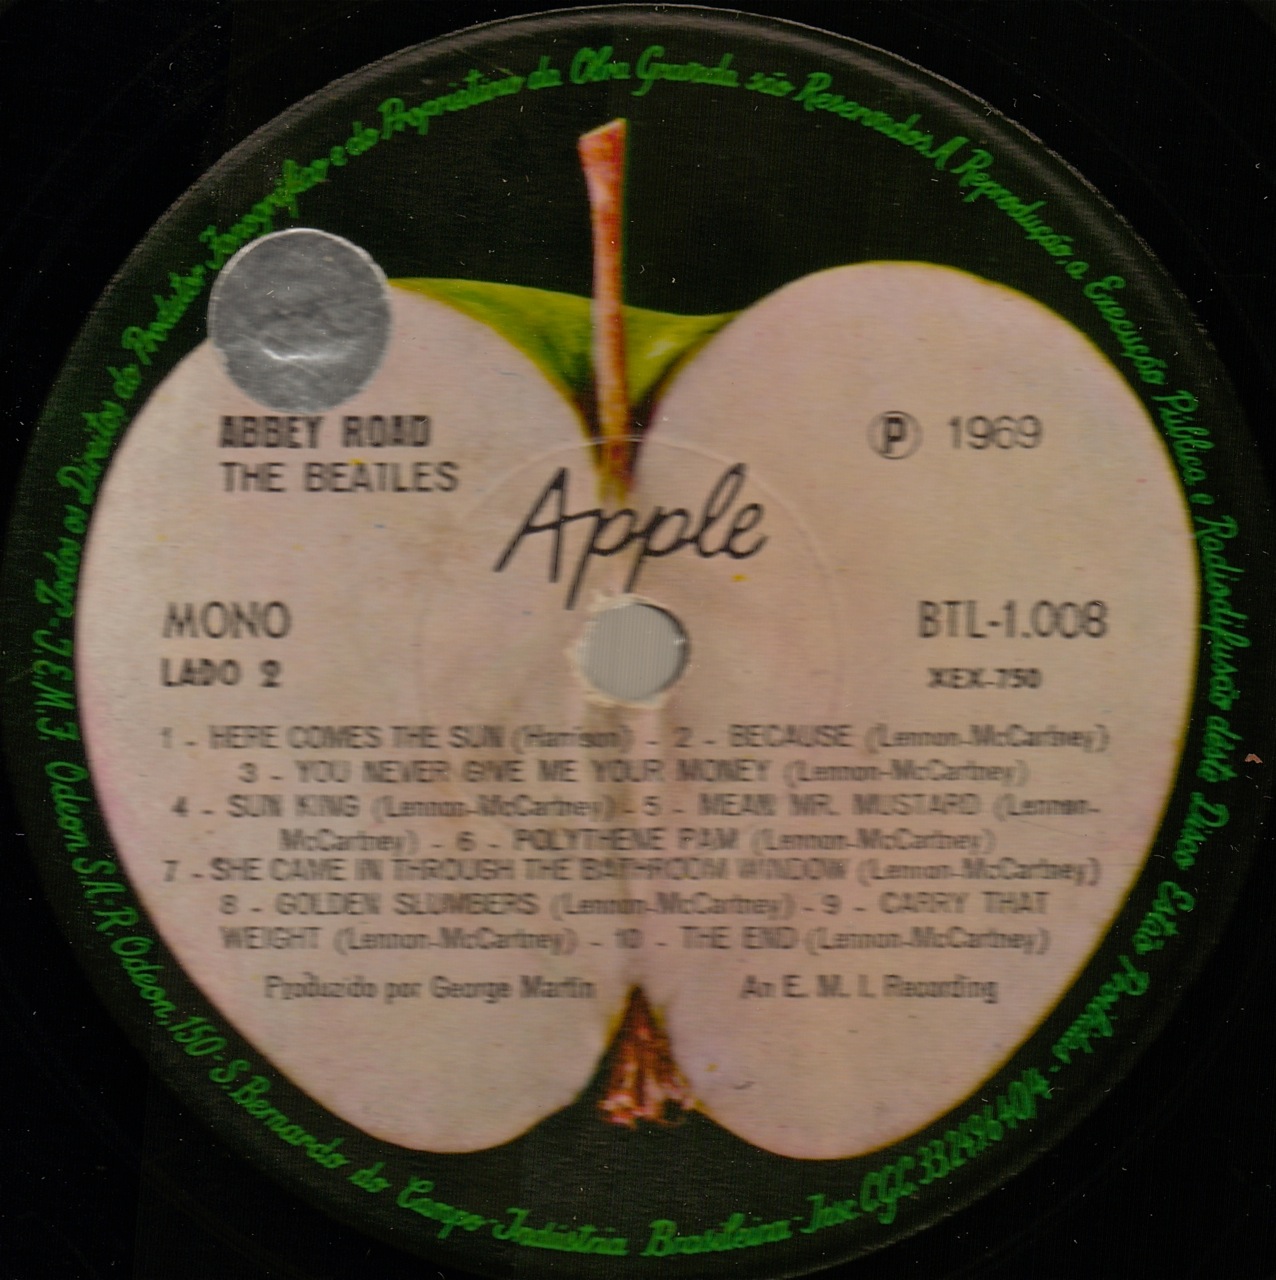 Todos os Direitos do Produtor Fonográfico e do Proprietário da Obra Gravada são Reservados. A Reprodução, a Execução Pública e Radiodifusão deste Disco Estão Proibidas -
ABBEY ROAD
THE BEATLES
Ⓟ 1969
Apple
MONO
LADO 2
BTL-1.008
XEX-750
1 - HERE COMES THE SUN (Harrison) - 2 - BECAUSE (Lennon-McCartney)
3 - YOU NEVER GIVE ME YOUR MONEY (Lennon-McCartney)
4 - SUN KING (Lennon-McCartney) - 5 - MEAN MR. MUSTARD (Lennon-
McCartney) - 6 - POLYTHENE PAM (Lennon-McCartney)
7 - SHE CAME IN THROUGH THE BATHROOM WINDOW (Lennon-McCartney)
8 - GOLDEN SLUMBERS (Lennon-McCartney) - 9 - CARRY THAT
WEIGHT (Lennon-McCartney) - 10 - THE END (Lennon-McCartney)
Produzido por George Martin
An E. M. I. Recording
Odeon S.A. - R. Odeon, 150 - S. Bernardo do Campo - Indústria Brasileira - Insc. CGC,